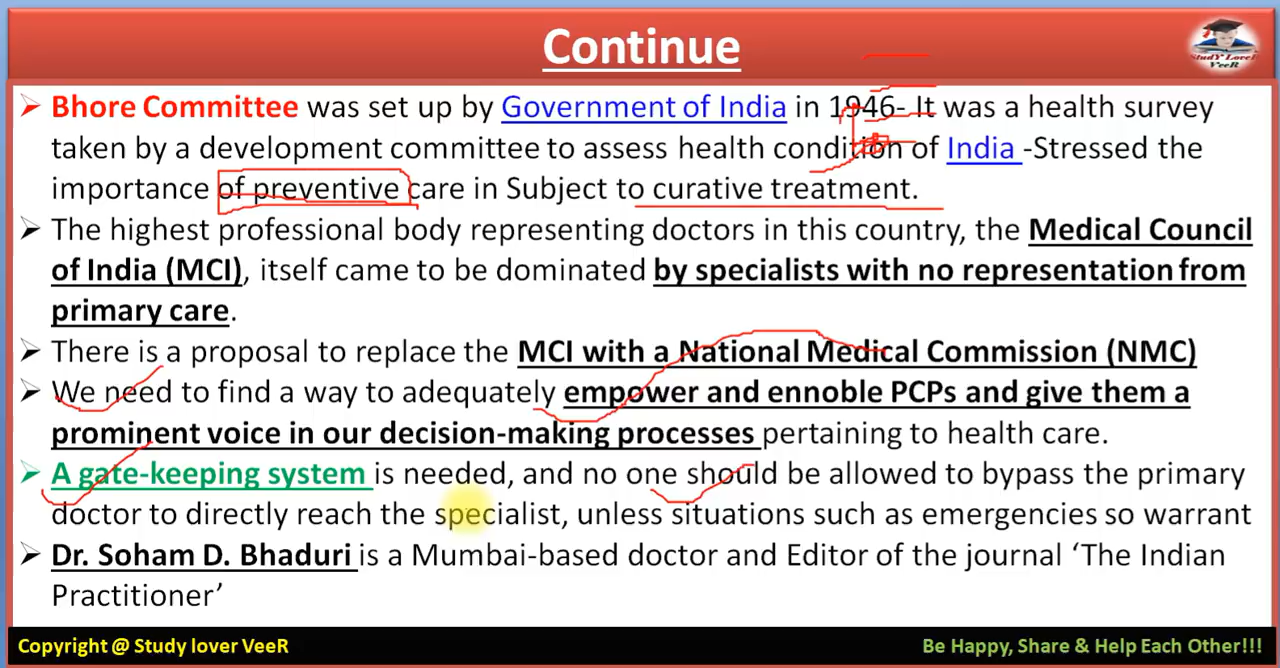 Continue
StudY LoveR
VeeR
➢ Bhore Committee was set up by Government of India in 1946- It was a health survey
taken by a development committee to assess health condition of India -Stressed the
importance of preventive care in Subject to curative treatment.
➢ The highest professional body representing doctors in this country, the Medical Council
of India (MCI), itself came to be dominated by specialists with no representation from
primary care.
➢ There is a proposal to replace the MCI with a National Medical Commission (NMC)
➢ We need to find a way to adequately empower and ennoble PCPs and give them a
prominent voice in our decision-making processes pertaining to health care.
➢ A gate-keeping system is needed, and no one should be allowed to bypass the primary
doctor to directly reach the specialist, unless situations such as emergencies so warrant
➢ Dr. Soham D. Bhaduri is a Mumbai-based doctor and Editor of the journal ‘The Indian
Practitioner’
Copyright @ Study lover VeeR
Be Happy, Share & Help Each Other!!!